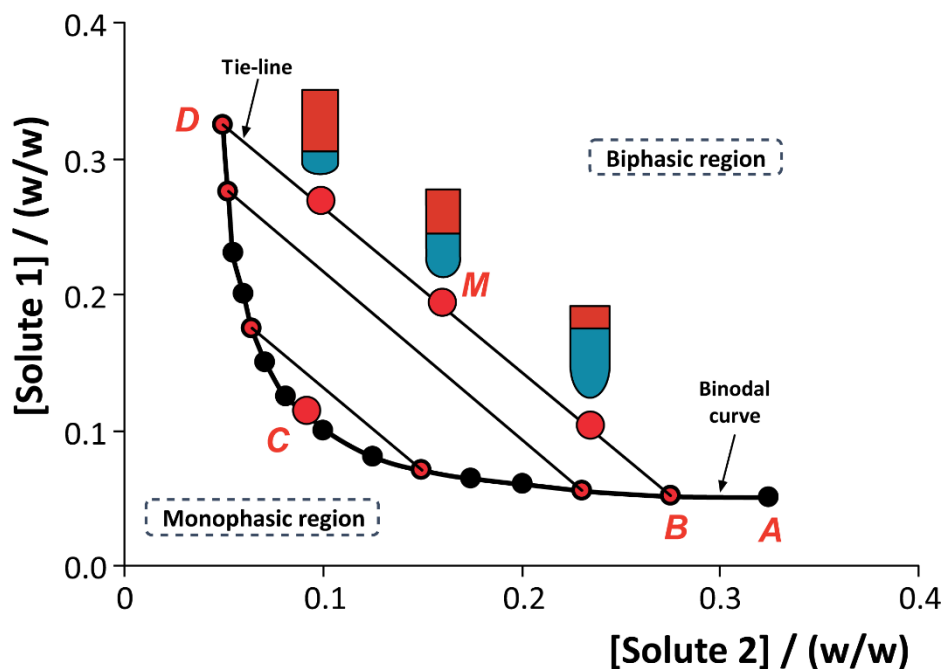 0.4
Tie-line
D
0.3
Biphasic region
[Solute 1] / (w/w)
0.2
M
Binodal
curve
0.1
C
Monophasic region
B
A
0.0
0
0.1
0.2
0.3
0.4
[Solute 2] / (w/w)